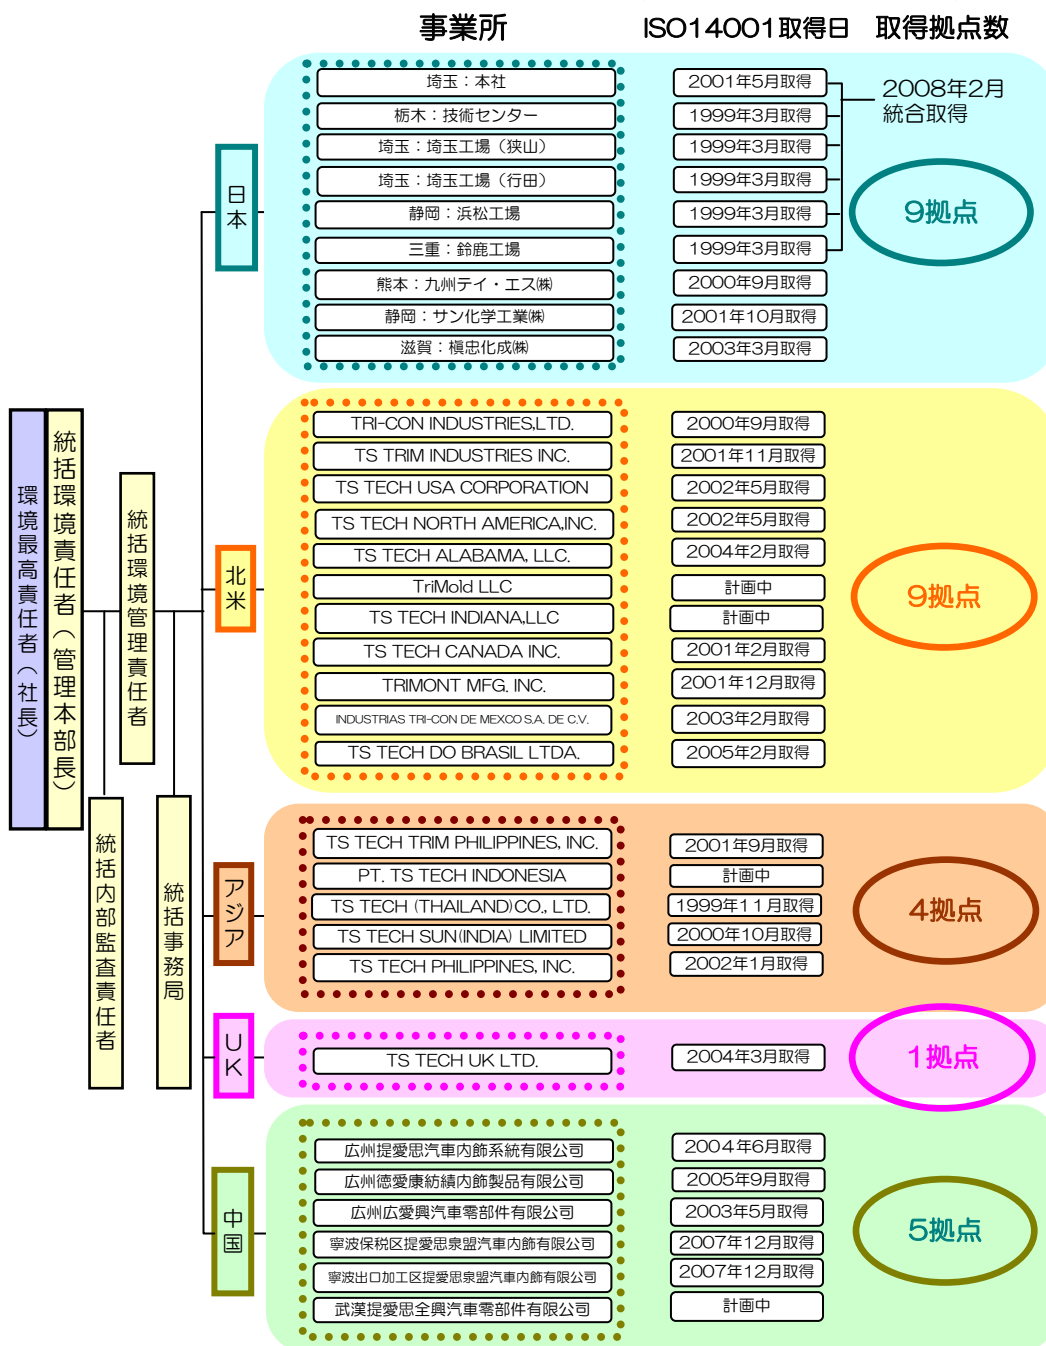 事業所 ISO14001取得日 取得拠点数
埼玉：本社 2001年5月取得
栃木：技術センター 1999年3月取得
埼玉：埼玉工場（狭山） 1999年3月取得
埼玉：埼玉工場（行田） 1999年3月取得
静岡：浜松工場 1999年3月取得
三重：鈴鹿工場 1999年3月取得
熊本：九州テイ・エス㈱ 2000年9月取得
静岡：サン化学工業㈱ 2001年10月取得
滋賀：槇忠化成㈱ 2003年3月取得
2008年2月
統合取得
日本
9拠点
TRI-CON INDUSTRIES,LTD. 2000年9月取得
TS TRIM INDUSTRIES INC. 2001年11月取得
TS TECH USA CORPORATION 2002年5月取得
TS TECH NORTH AMERICA,INC. 2002年5月取得
TS TECH ALABAMA, LLC. 2004年2月取得
TriMold LLC 計画中
TS TECH INDIANA,LLC 計画中
TS TECH CANADA INC. 2001年2月取得
TRIMONT MFG. INC. 2001年12月取得
INDUSTRIAS TRI-CON DE MEXCO S.A. DE C.V. 2003年2月取得
TS TECH DO BRASIL LTDA. 2005年2月取得
北米
9拠点
環境最高責任者（社長）
統括環境責任者（管理本部長）
統括環境管理責任者
統括内部監査責任者
統括事務局
TS TECH TRIM PHILIPPINES, INC. 2001年9月取得
PT. TS TECH INDONESIA 計画中
TS TECH (THAILAND)CO., LTD. 1999年11月取得
TS TECH SUN(INDIA) LIMITED 2000年10月取得
TS TECH PHILIPPINES, INC. 2002年1月取得
アジア
4拠点
UK
TS TECH UK LTD. 2004年3月取得
1拠点
広州提愛思汽車内飾系統有限公司 2004年6月取得
広州徳愛康紡績内飾製品有限公司 2005年9月取得
広州広愛興汽車零部件有限公司 2003年5月取得
寧波保税区提愛思泉盟汽車内飾有限公司 2007年12月取得
寧波出口加工区提愛思泉盟汽車内飾有限公司 2007年12月取得
武漢提愛思全興汽車零部件有限公司 計画中
中国
5拠点